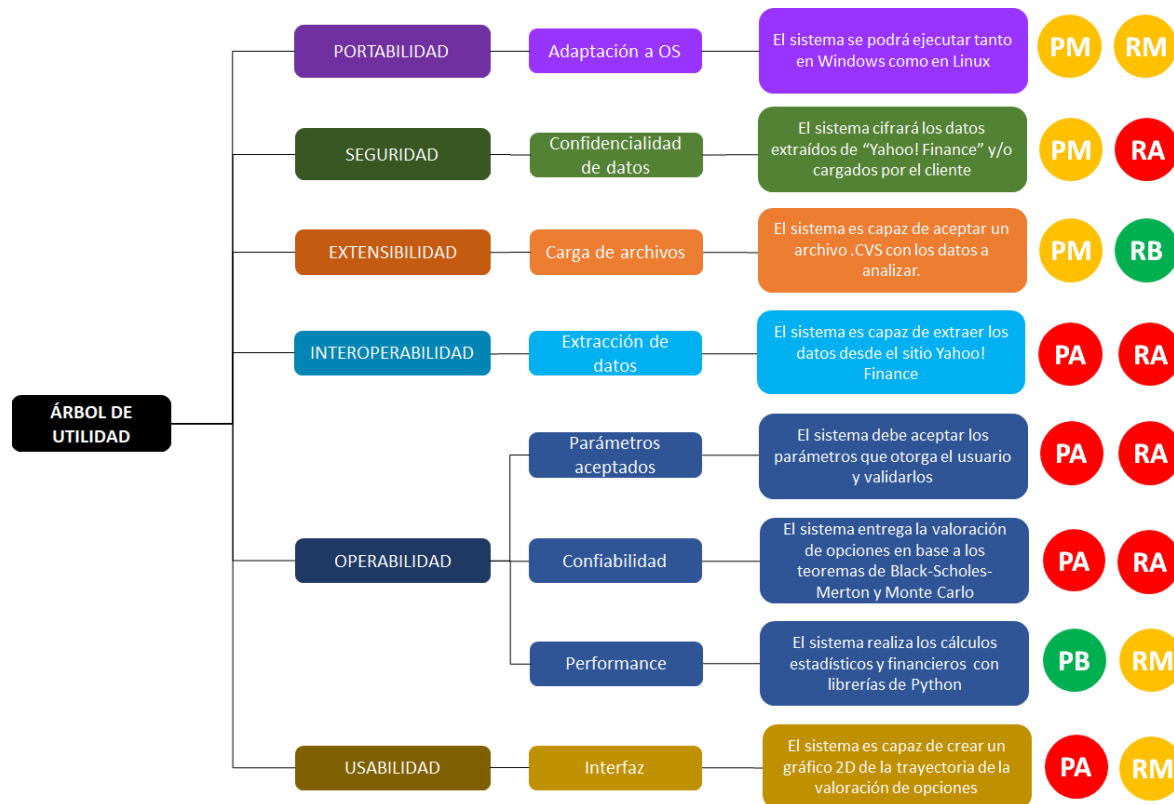 PORTABILIDAD
Adaptación a OS
El sistema se podrá ejecutar tanto
en Windows como en Linux
PM
RM
SEGURIDAD
Confidencialidad
de datos
El sistema cifrará los datos
extraídos de “Yahoo! Finance” y/o
cargados por el cliente
PM
RA
EXTENSIBILIDAD
Carga de archivos
El sistema es capaz de aceptar un
archivo .CVS con los datos a
analizar.
PM
RB
INTEROPERABILIDAD
Extracción de
datos
El sistema es capaz de extraer los
datos desde el sitio Yahoo!
Finance
PA
RA
ÁRBOL DE
UTILIDAD
Parámetros
aceptados
El sistema debe aceptar los
parámetros que otorga el usuario
y validarlos
PA
RA
OPERABILIDAD
Confiabilidad
El sistema entrega la valoración
de opciones en base a los
teoremas de Black-Scholes-
Merton y Monte Carlo
PA
RA
Performance
El sistema realiza los cálculos
estadísticos y financieros con
librerías de Python
PB
RM
USABILIDAD
Interfaz
El sistema es capaz de crear un
gráfico 2D de la trayectoria de la
valoración de opciones
PA
RM